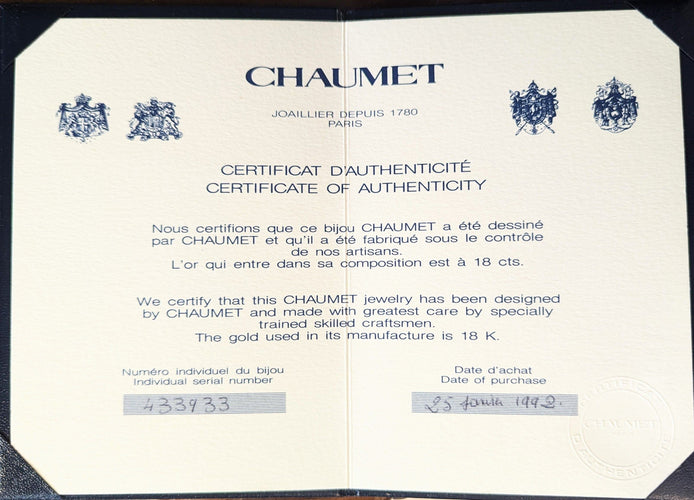 CHAUMET
JOAILLIER DEPUIS 1780
PARIS
CERTIFICAT D'AUTHENTICITÉ
CERTIFICATE OF AUTHENTICITY
Nous certifions que ce bijou CHAUMET a été dessiné
par CHAUMET et qu'il a été fabriqué sous le contrôle
de nos artisans.
L'or qui entre dans sa composition est à 18 cts.
We certify that this CHAUMET jewelry has been designed
by CHAUMET and made with greatest care by specially
trained skilled craftsmen.
The gold used in its manufacture is 18 K.
Numéro individuel du bijou
Individual serial number
433933
Date d'achat
Date of purchase
25 1992.
CHAUMET